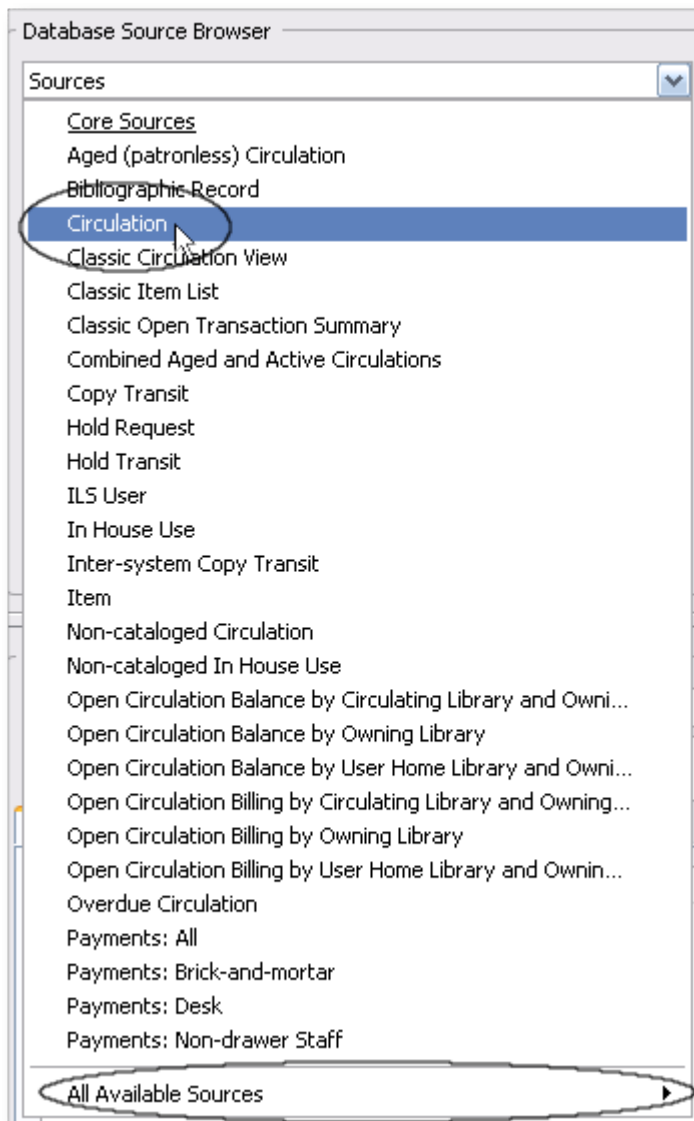 Database Source Browser
Sources
Core Sources
Aged (patronless) Circulation
Bibliographic Record
Circulation
Classic Circulation View
Classic Item List
Classic Open Transaction Summary
Combined Aged and Active Circulations
Copy Transit
Hold Request
Hold Transit
ILS User
In House Use
Inter-system Copy Transit
Item
Non-cataloged Circulation
Non-cataloged In House Use
Open Circulation Balance by Circulating Library and Owni...
Open Circulation Balance by Owning Library
Open Circulation Balance by User Home Library and Owni...
Open Circulation Billing by Circulating Library and Owning...
Open Circulation Billing by Owning Library
Open Circulation Billing by User Home Library and Ownin...
Overdue Circulation
Payments: All
Payments: Brick-and-mortar
Payments: Desk
Payments: Non-drawer Staff
All Available Sources